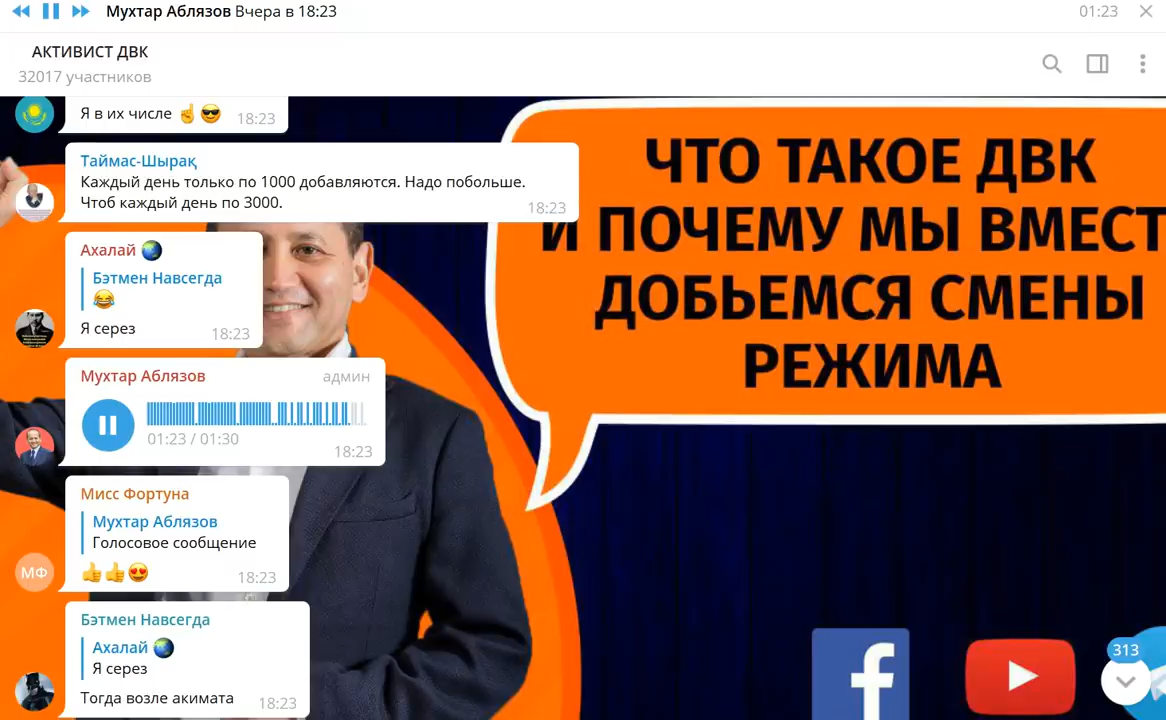 Мухтар Аблязов Вчера в 18:23
01:23
АКТИВИСТ ДВК
32017 участников
Я в их числе ☝😎 18:23
Таймас-Шырақ
Каждый день только по 1000 добавляются. Надо побольше.
Чтоб каждый день по 3000.
18:23
Ахалай 🌏
Бэтмен Навсегда
😂
Я серез
18:23
Мухтар Аблязов
админ
01:23 / 01:30
18:23
Мисс Фортуна
Мухтар Аблязов
Голосовое сообщение
МФ
👍👍😍 18:23
Бэтмен Навсегда
Ахалай 🌏
Я серез
Тогда возле акимата 18:23
ЧТО ТАКОЕ ДВК
И ПОЧЕМУ МЫ ВМЕСТ
ДОБЬЕМСЯ СМЕНЫ
РЕЖИМА
f
313